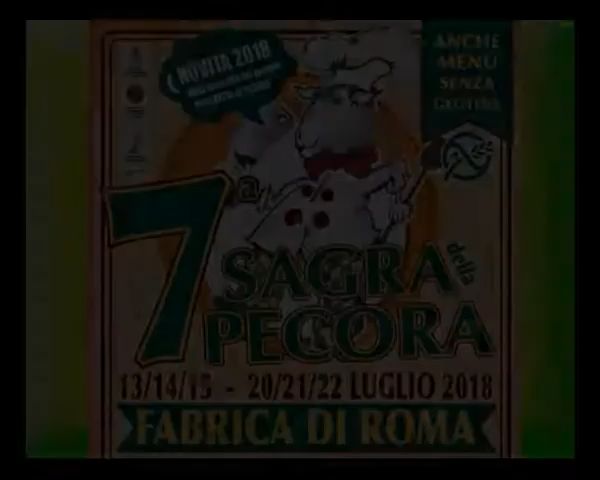 NOVITÀ 2018
ANCHE
MENU
SENZA
GLUTINE
7ª
SAGRA della
PECORA
13/14/15 - 20/21/22 LUGLIO 2018
FABRICA DI ROMA